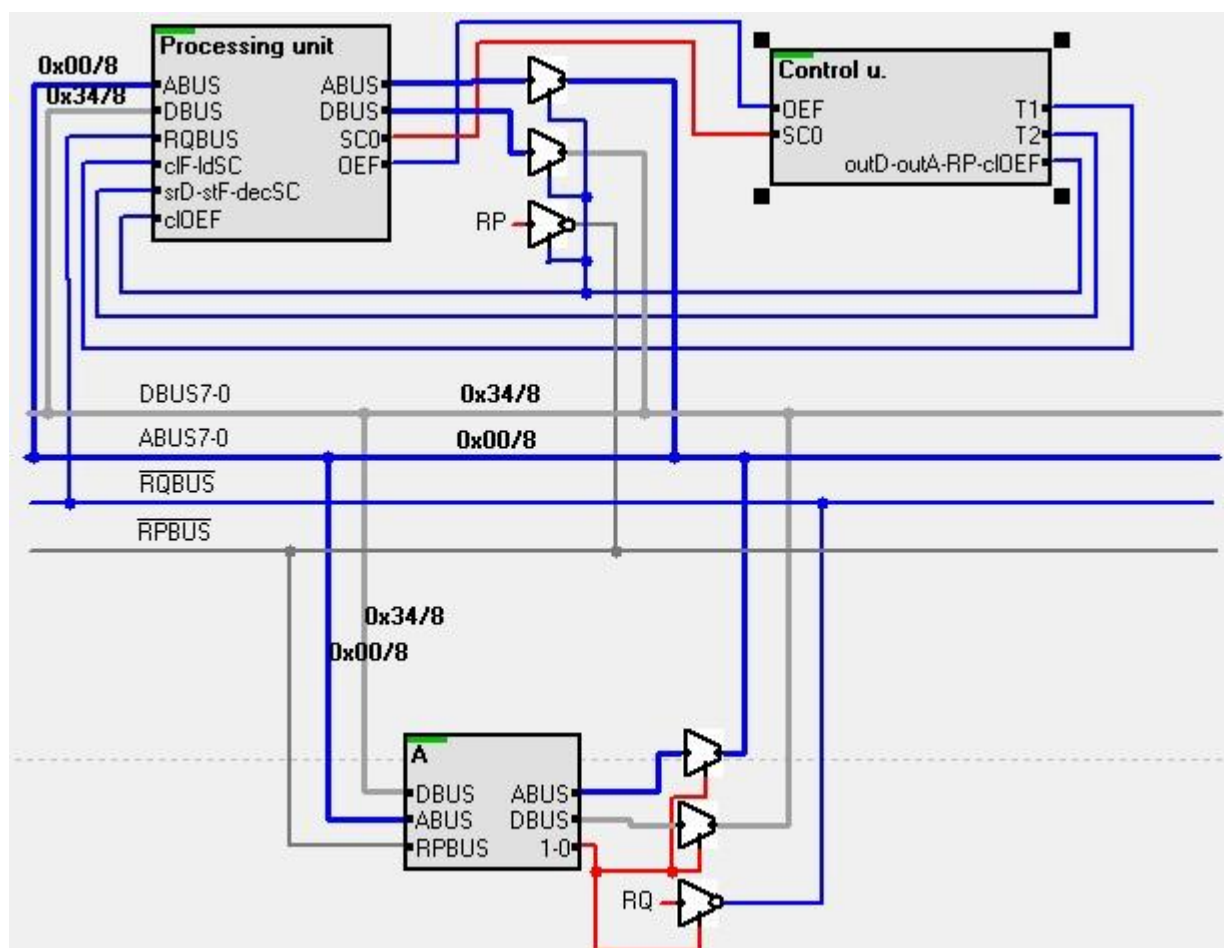 Processing unit
0x00/8
0x34/8
ABUS
DBUS
RQBUS
clF-ldSC
srD-stF-decSC
clOEF
ABUS
DBUS
SC0
OEF
RP
Control u.
OEF
SC0
T1
T2
outD-outA-RP-clOEF
DBUS7-0
0x34/8
ABUS7-0
0x00/8
RQBUS
RPBUS
0x34/8
0x00/8
A
DBUS
ABUS
RPBUS
ABUS
DBUS
1-0
RQ